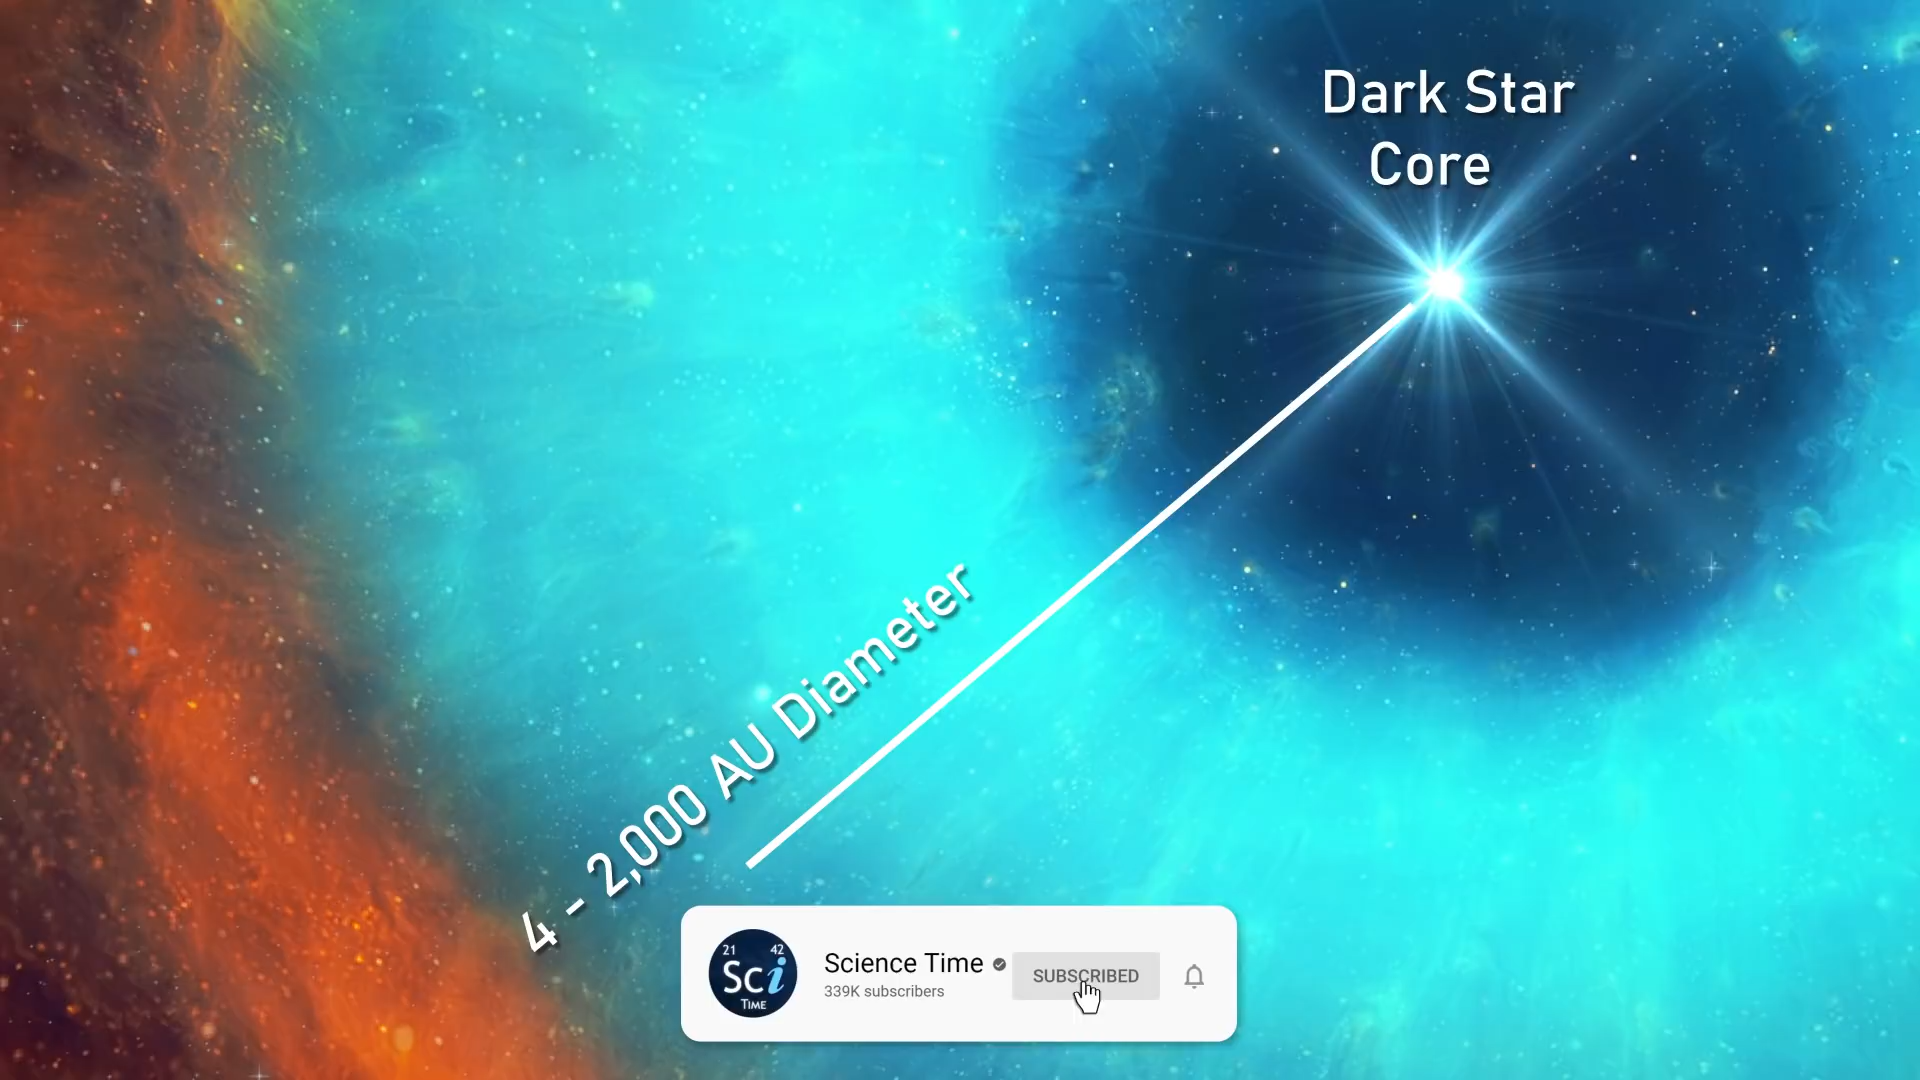 Dark Star
Core
4 - 2,000 AU Diameter
21 42
Sci
TIME
Science Time
339K subscribers
SUBSCRIBED